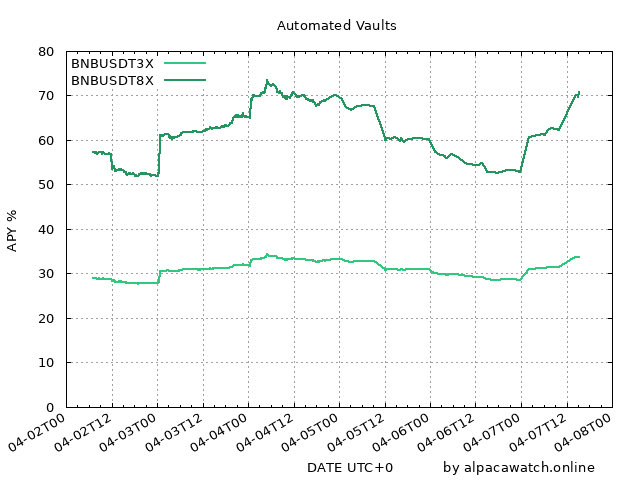 Automated Vaults
BNBUSDT3X
BNBUSDT8X
80
70
60
50
40
30
20
10
0
APY %
04-02T00
04-02T12
04-03T00
04-03T12
04-04T00
04-04T12
04-05T00
04-05T12
04-06T00
04-06T12
04-07T00
04-07T12
04-08T00
DATE UTC+0
by alpacawatch.online